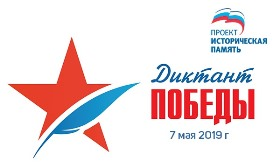 ПРОЕКТ
ИСТОРИЧЕСКАЯ
ПАМЯТЬ
Диктант
ПОБЕДЫ
7 мая 2019 г